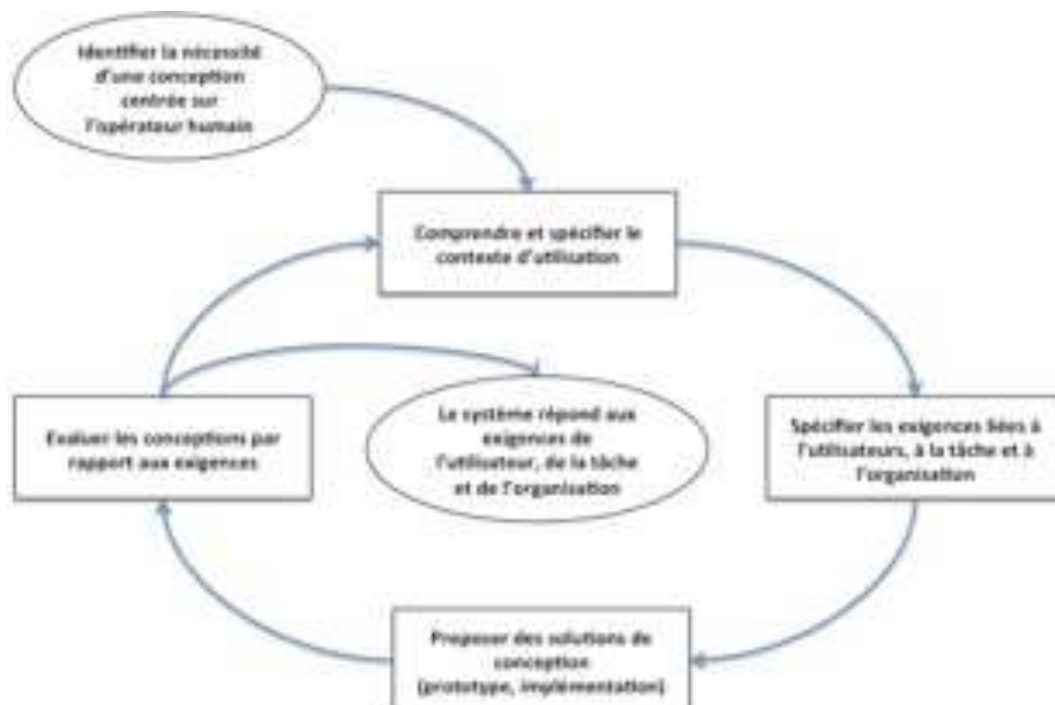 Identifier la nécessité
d'une conception
centrée sur
l'opérateur humain
Comprendre et spécifier le
contexte d'utilisation
Evaluer les conceptions par
rapport aux exigences
Le système répond aux
exigences de
l'utilisateur, de la tâche
et de l'organisation
Spécifier les exigences liées à
l'utilisateurs, à la tâche et à
l'organisation
Proposer des solutions de
conception
(prototype, implémentation)